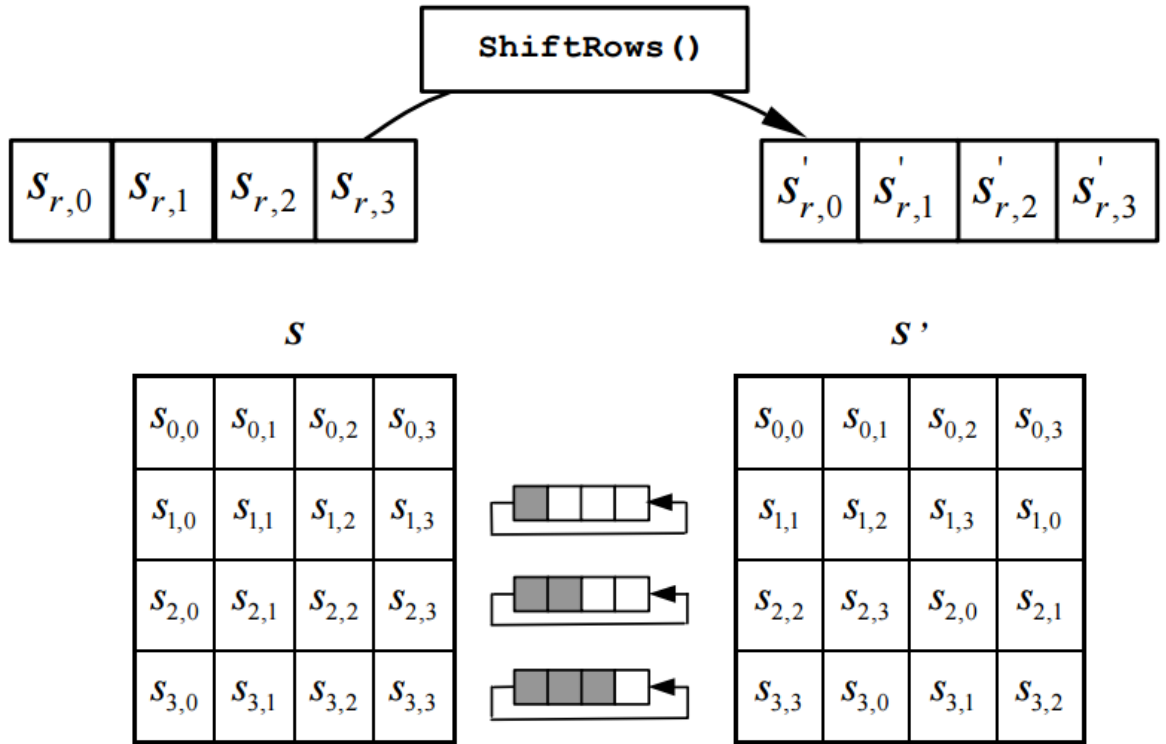 ShiftRows()
S_{r,0} S_{r,1} S_{r,2} S_{r,3} S'_{r,0} S'_{r,1} S'_{r,2} S'_{r,3}
S S'
S_{0,0} S_{0,1} S_{0,2} S_{0,3} S_{0,0} S_{0,1} S_{0,2} S_{0,3}
S_{1,0} S_{1,1} S_{1,2} S_{1,3} S_{1,1} S_{1,2} S_{1,3} S_{1,0}
S_{2,0} S_{2,1} S_{2,2} S_{2,3} S_{2,2} S_{2,3} S_{2,0} S_{2,1}
S_{3,0} S_{3,1} S_{3,2} S_{3,3} S_{3,3} S_{3,0} S_{3,1} S_{3,2}